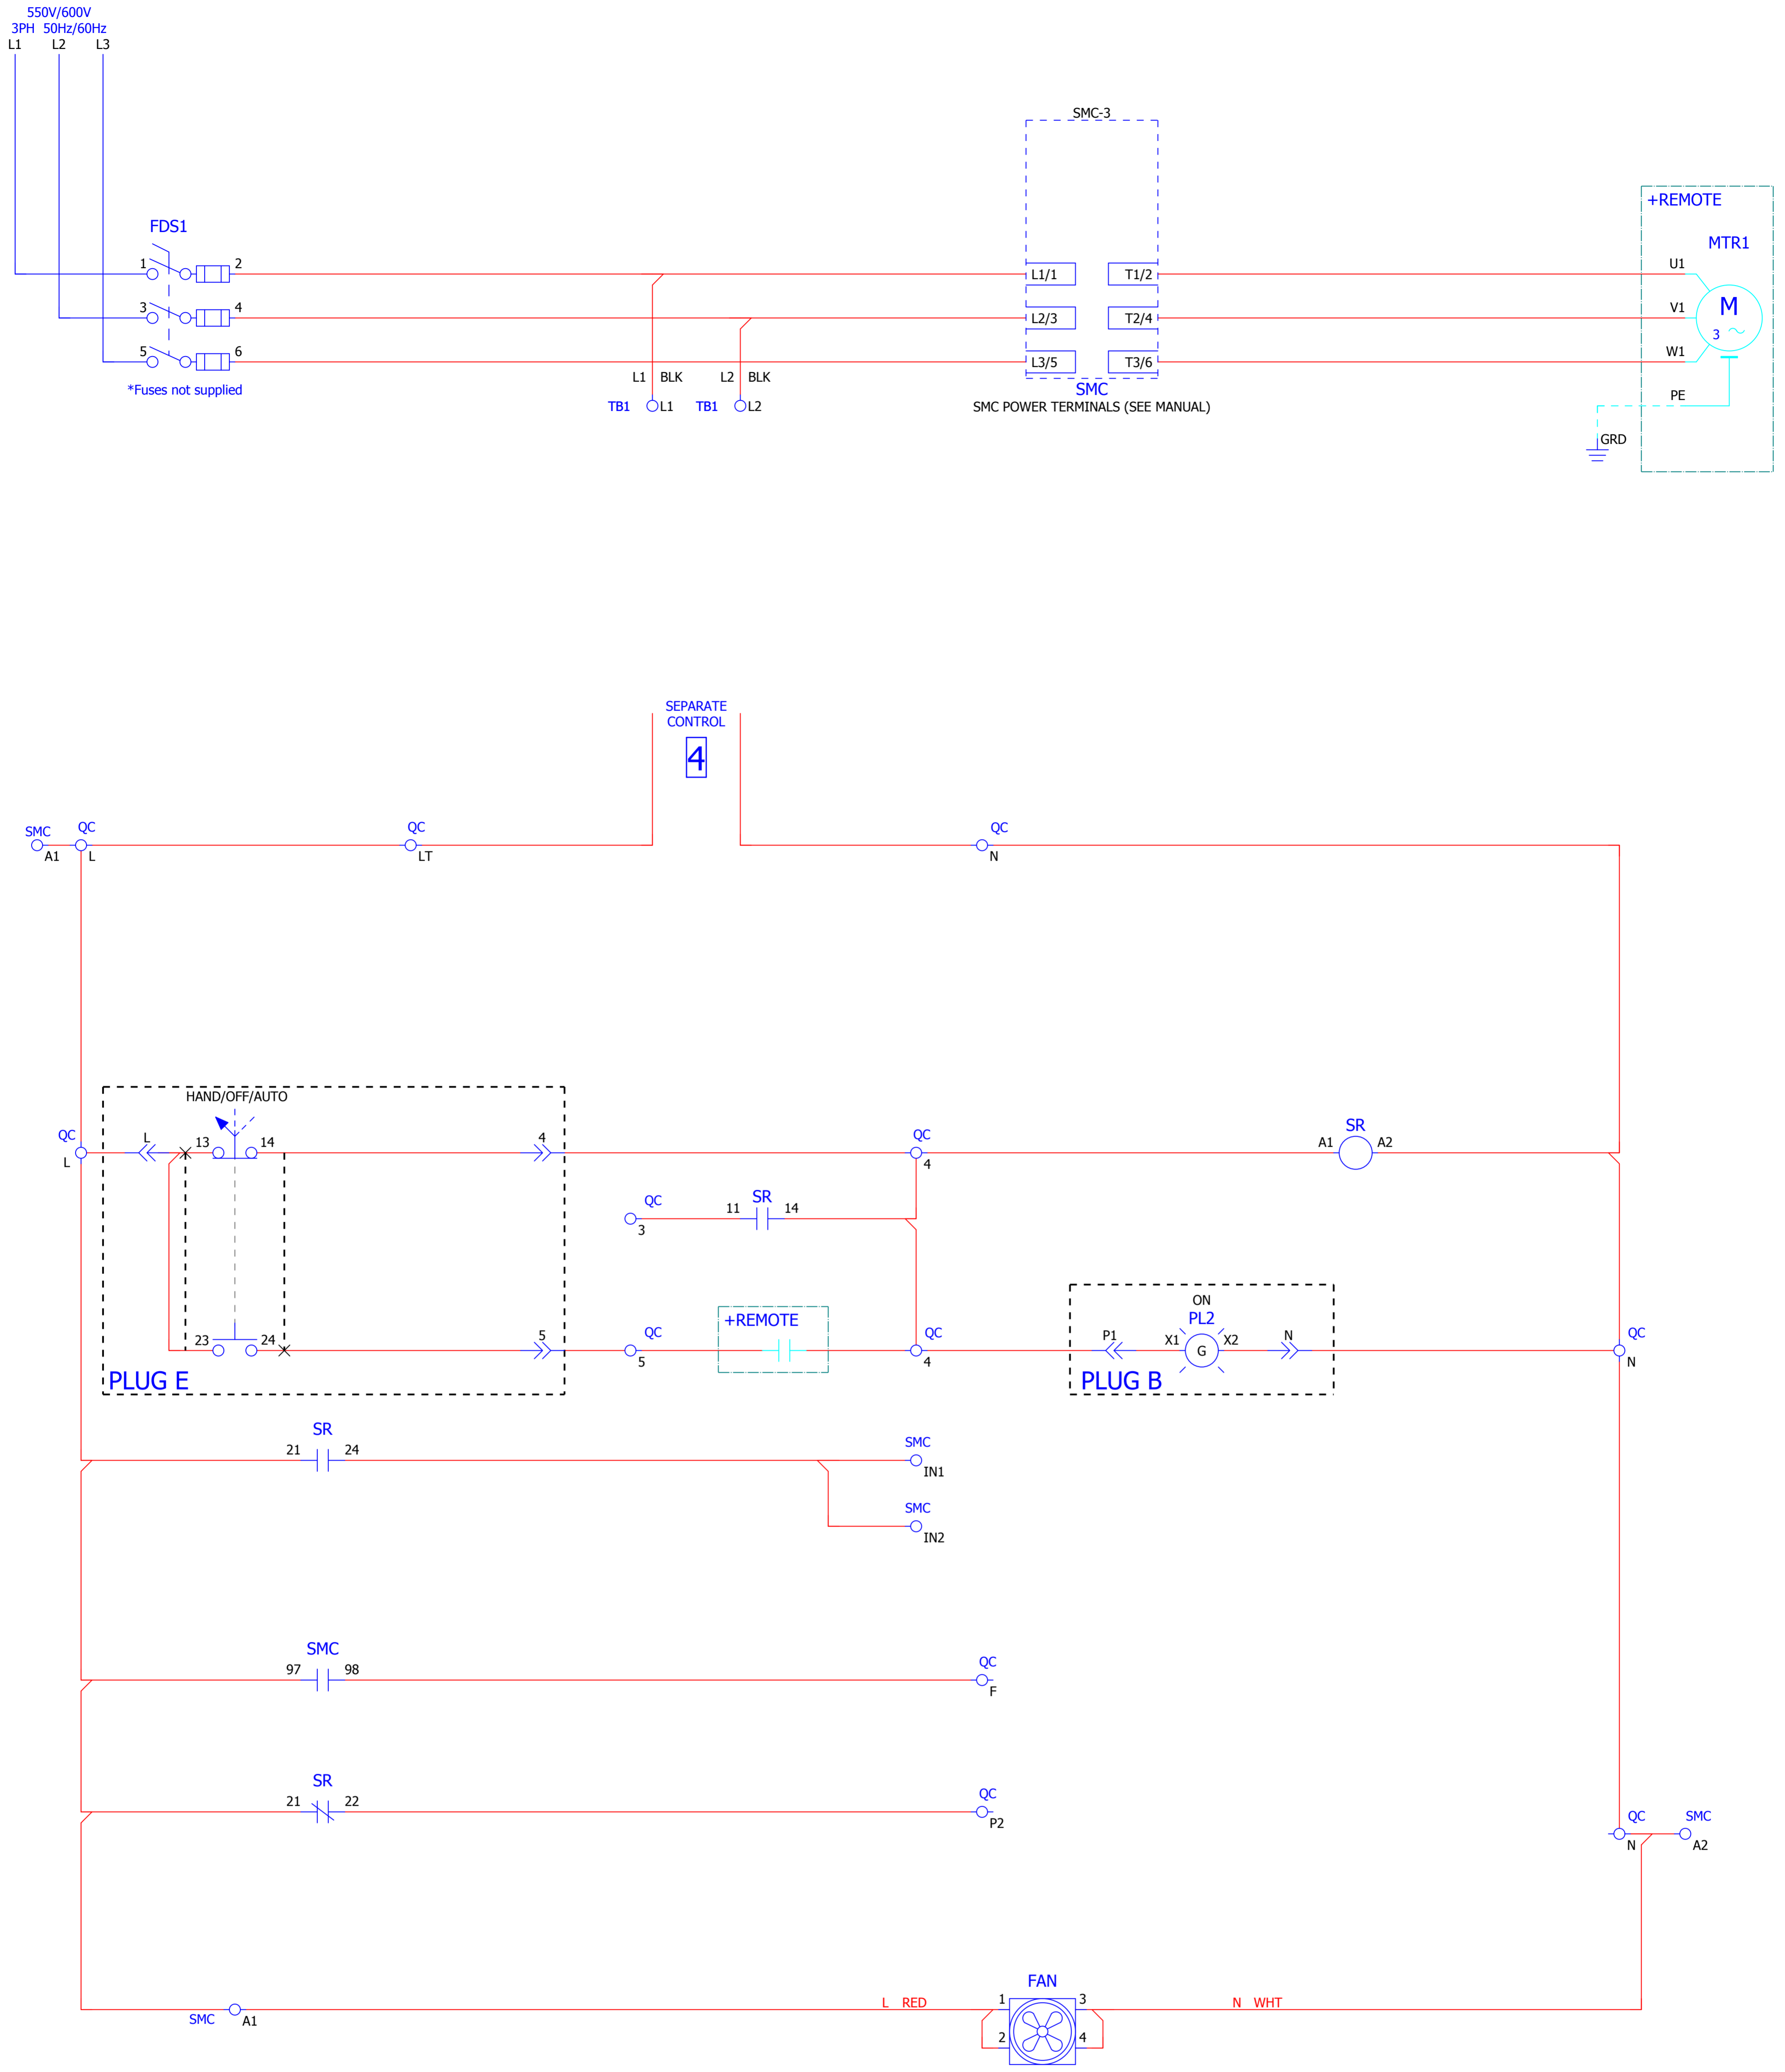 550V/600V
3PH 50Hz/60Hz
L1 L2 L3
SMC-3
+REMOTE
FDS1
MTR1
1 2 L1/1 T1/2 U1
3 4 L2/3 T2/4 V1 M
3
5 6 L3/5 T3/6 W1
*Fuses not supplied
L1 BLK L2 BLK
SMC
PE
TB1 L1 TB1 L2
SMC POWER TERMINALS (SEE MANUAL)
GRD
SEPARATE
CONTROL
4
SMC QC QC QC
A1 L LT N
HAND/OFF/AUTO
QC L 13 14 4 QC A1 SR A2
L 4
QC 11 SR 14
3
+REMOTE
ON
PL2
23 24 5 QC QC P1 X1 G X2 N QC
5 4 N
PLUG E
PLUG B
SR
21 24
SMC
IN1
SMC
IN2
SMC
97 98
QC
F
SR
21 22
QC
P2
QC SMC
N A2
FAN
L RED 1 3 N WHT
SMC A1
2 4